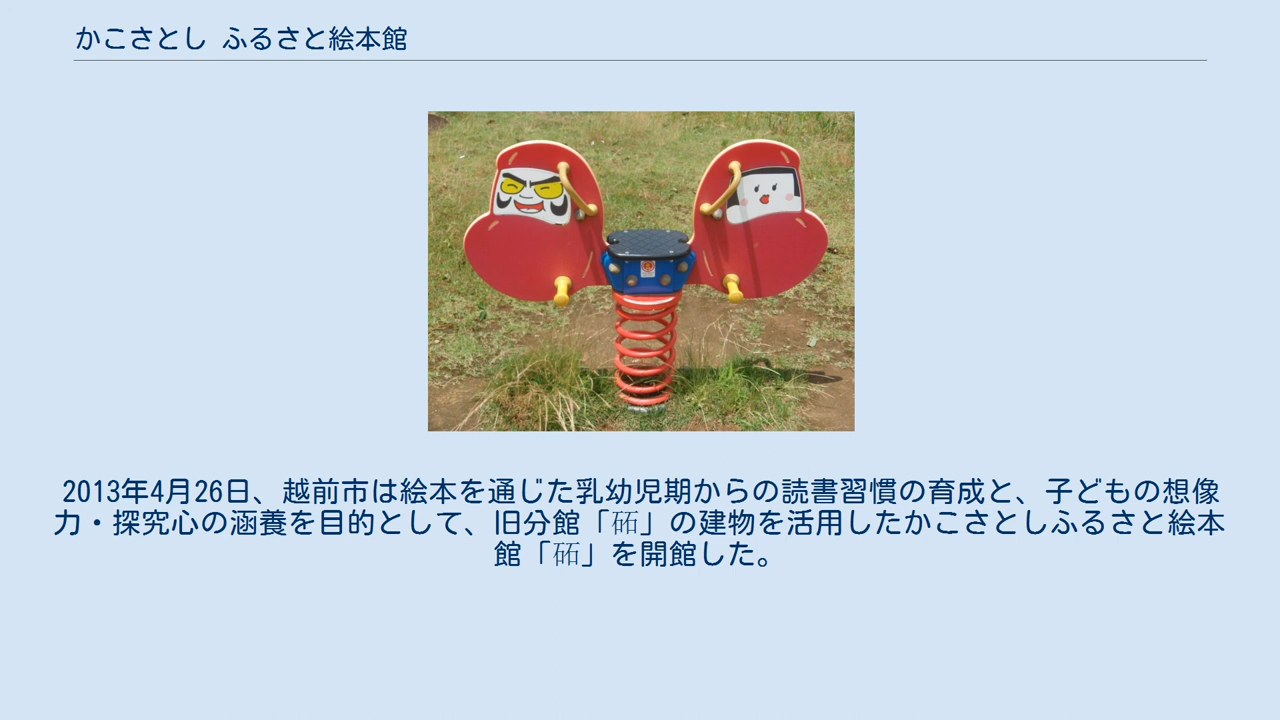 かこさとし ふるさと絵本館
2013年4月26日、越前市は絵本を通じた乳幼児期からの読書習慣の育成と、子どもの想像
力・探究心の涵養を目的として、旧分館「砳」の建物を活用したかこさとしふるさと絵本
館「砳」を開館した。